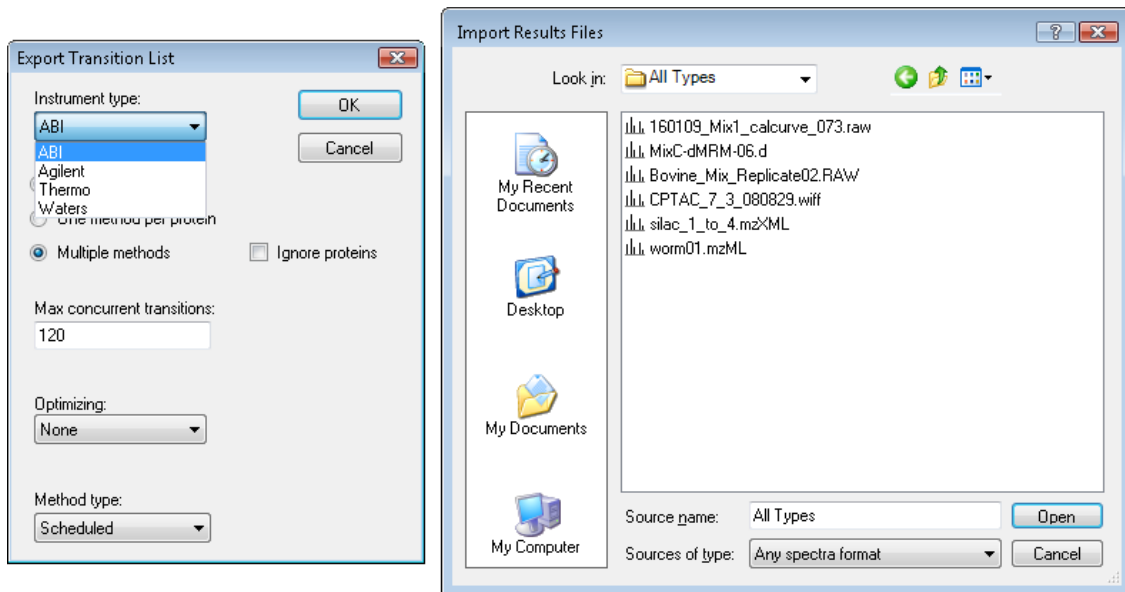 Export Transition List
Instrument type:
ABI
ABI
Agilent
Thermo
Waters
One method per protein
Multiple methods
Ignore proteins
Max concurrent transitions:
120
Optimizing:
None
Method type:
Scheduled
OK
Cancel
Import Results Files
Look in:
All Types
My Recent
Documents
Desktop
My Documents
My Computer
160109_Mix1_calcurve_073.raw
MixC-dMRM-06.d
Bovine_Mix_Replicate02.RAW
CPTAC_7_3_080829.wiff
silac_1_to_4.mzXML
worm01.mzML
Source name:
All Types
Open
Sources of type:
Any spectra format
Cancel